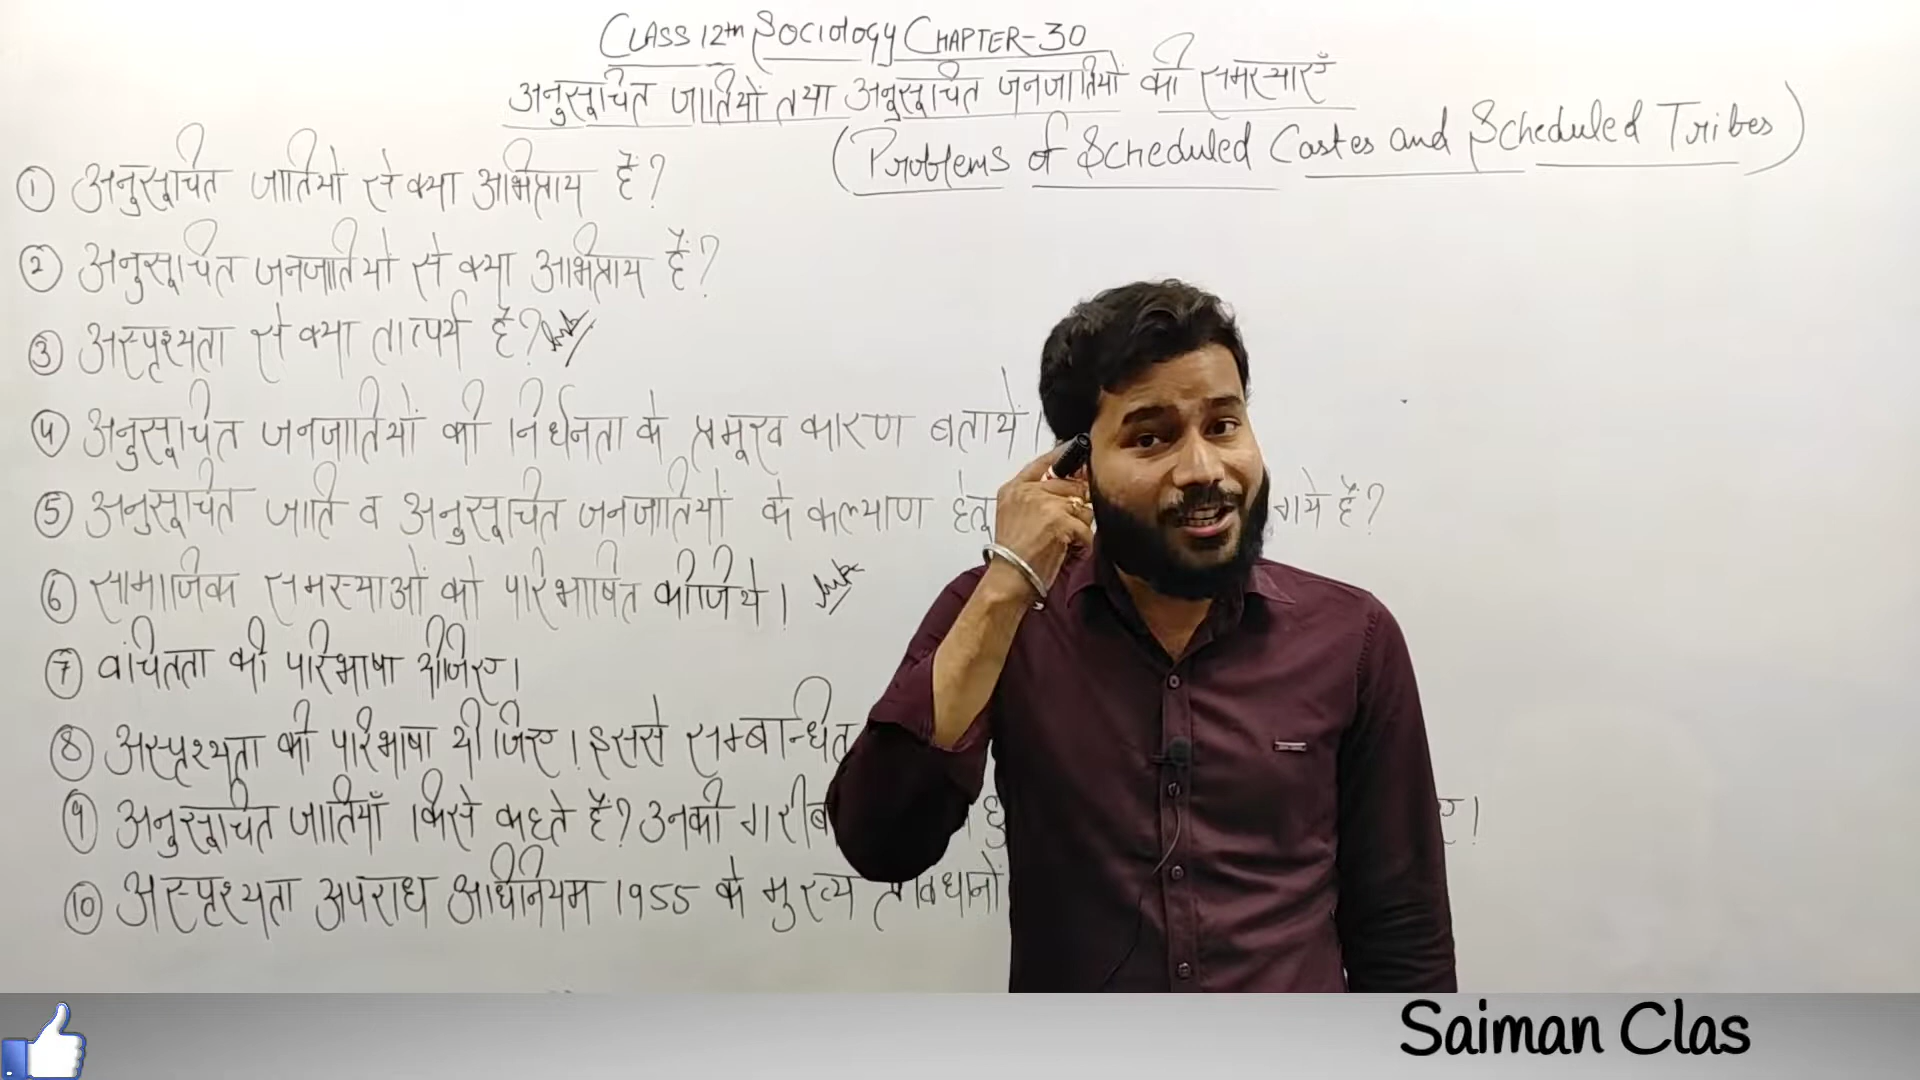 CLASS 12th SOCIOLOGY CHAPTER-30
अनुसूचित जातियों तथा अनुसूचित जनजातियों की समस्याएँ
(Problems of Scheduled Castes and Scheduled Tribes)
① अनुसूचित जातियों से क्या अभिप्राय है?
② अनुसूचित जनजातियों से क्या अभिप्राय है?
③ अस्पृश्यता से क्या तात्पर्य है?
④ अनुसूचित जनजातियों की निर्धनता के प्रमुख कारण बताये।
⑤ अनुसूचित जाति व अनुसूचित जनजातियों के कल्याण हेतू गये हैं?
⑥ सामाजिक समस्याओं को परिभाषित कीजिये।
⑦ वंचितता की परिभाषा दीजिए।
⑧ अस्पृश्यता की परिभाषा दीजिए। इससे सम्बन्धित
⑨ अनुसूचित जातियाँ किसे कहते हैं? उनकी
⑩ अस्पृश्यता अपराध अधिनियम 1955 के मुख्य प्रावधानों
Saiman Clas